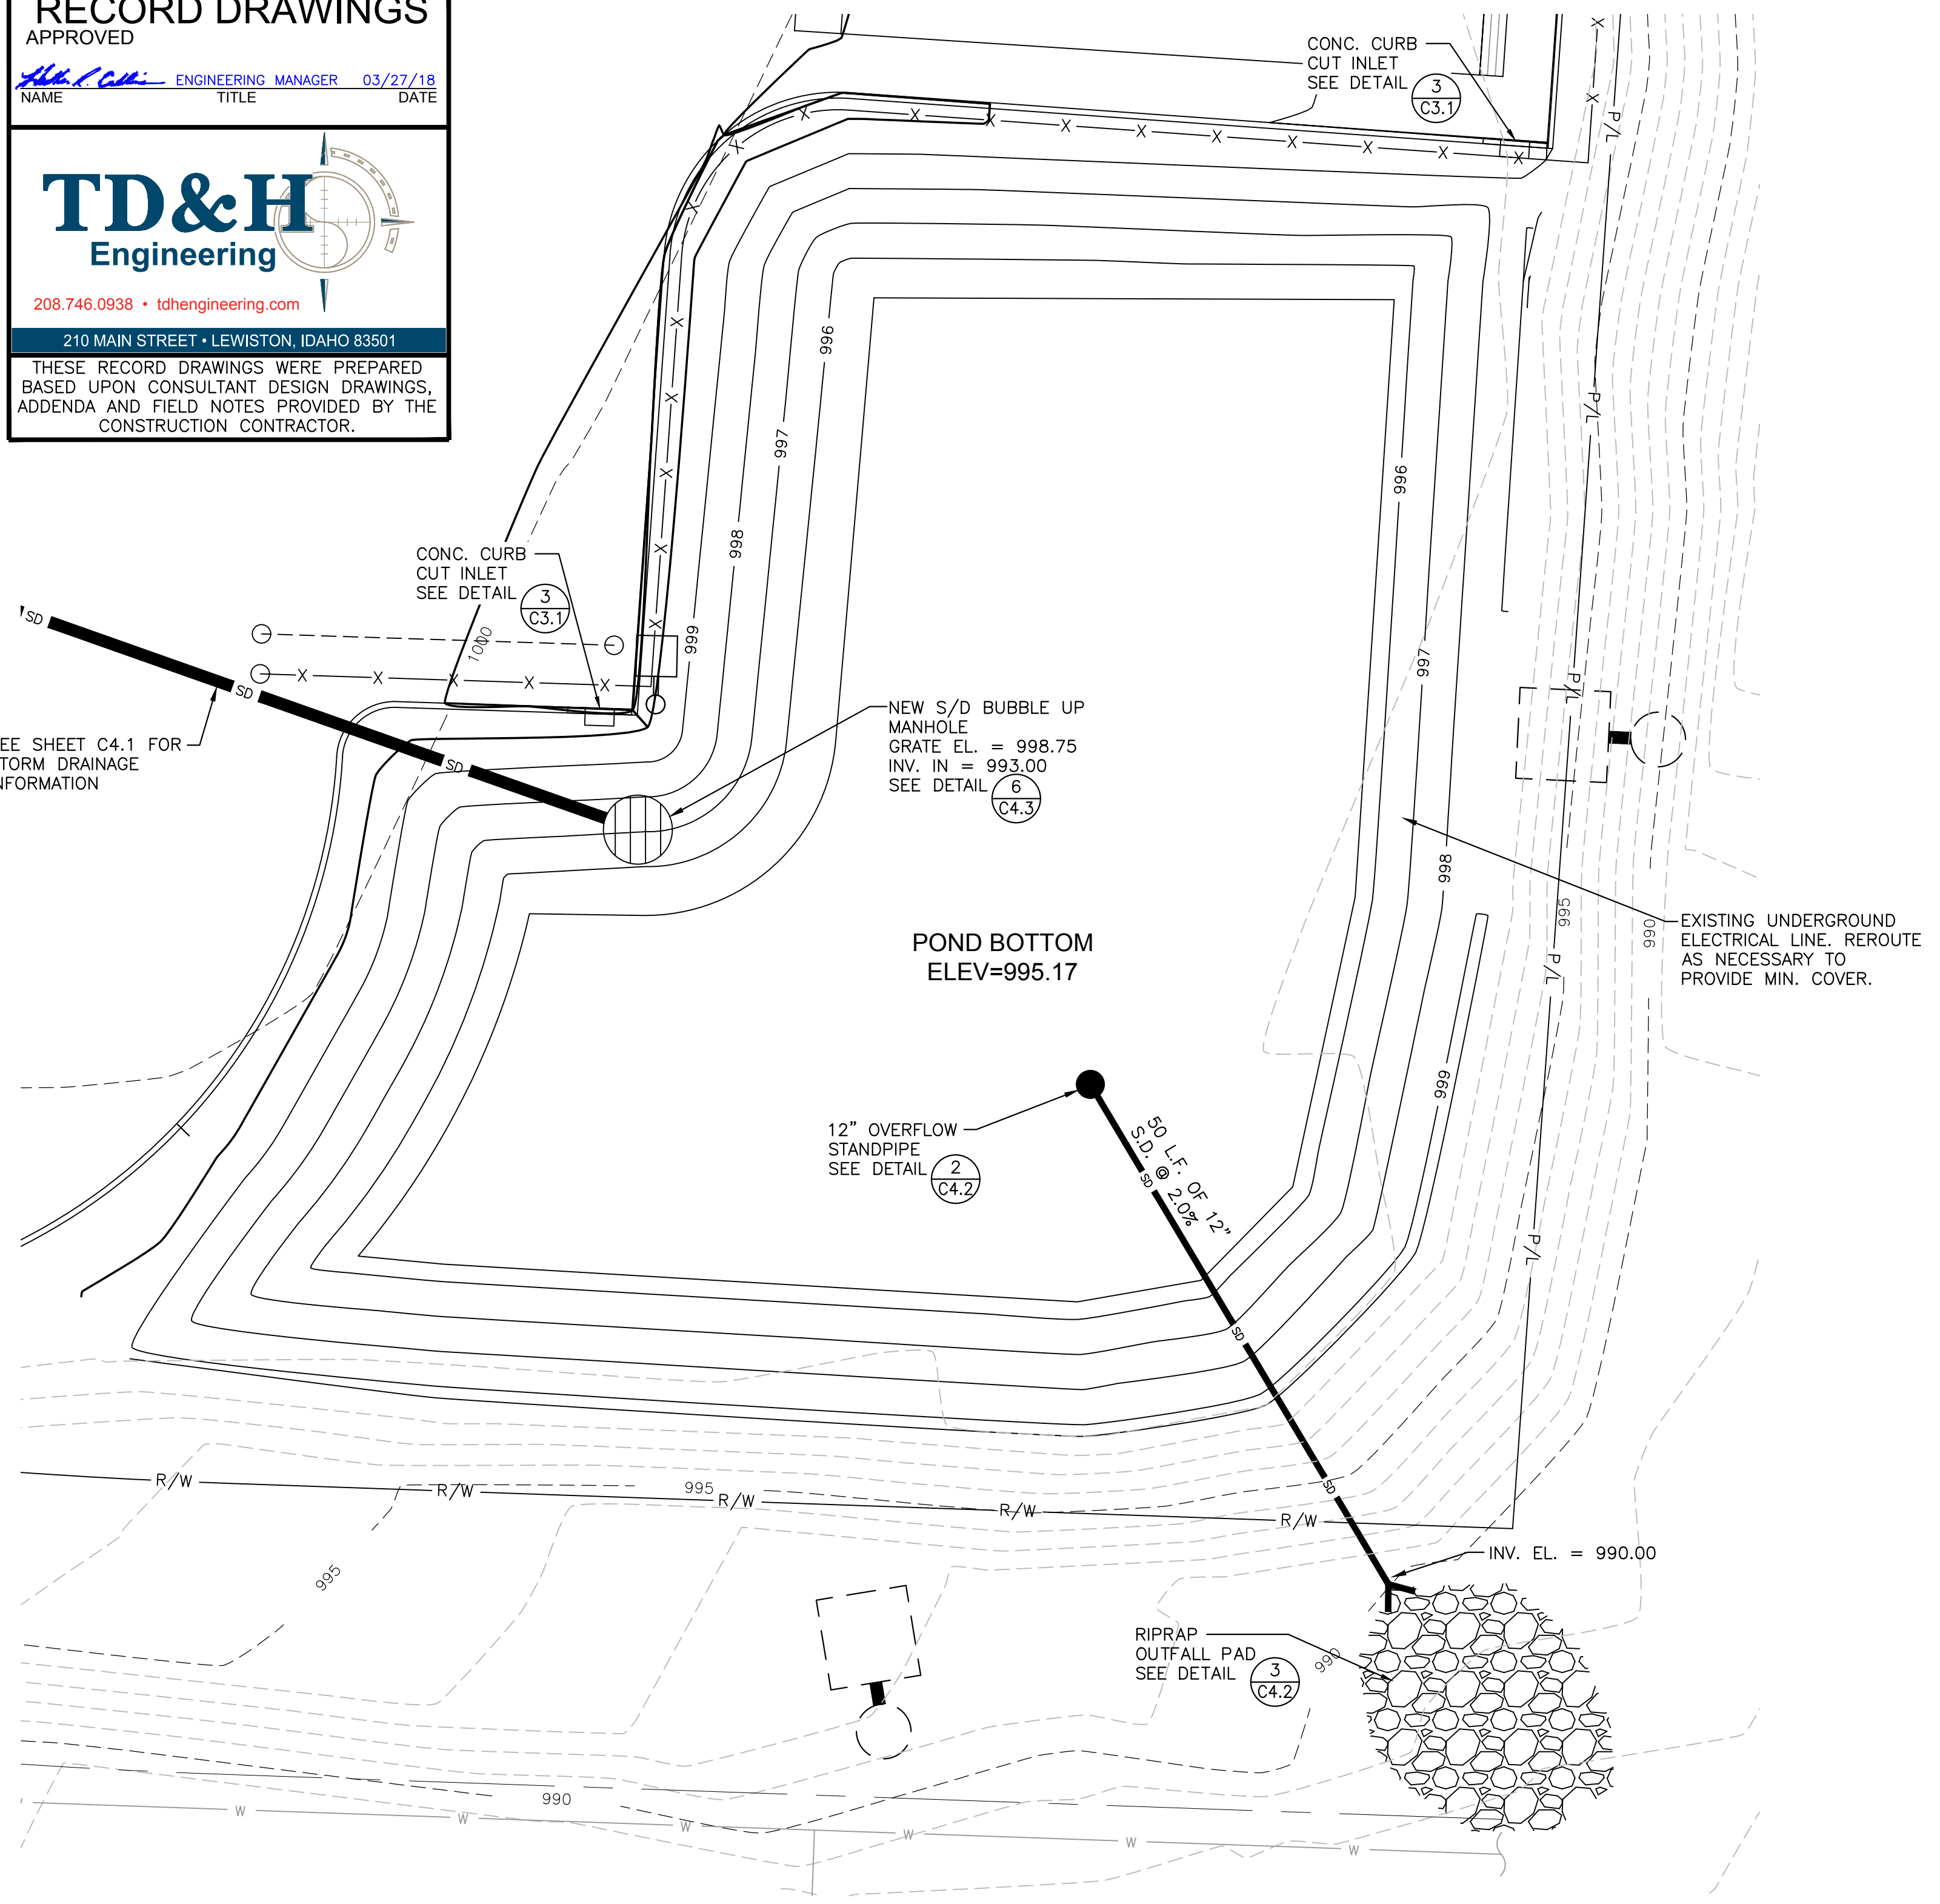 RECORD DRAWINGS
APPROVED
ENGINEERING MANAGER 03/27/18
NAME TITLE DATE
TD&H
Engineering
208.746.0938 • tdhengineering.com
210 MAIN STREET • LEWISTON, IDAHO 83501
THESE RECORD DRAWINGS WERE PREPARED
BASED UPON CONSULTANT DESIGN DRAWINGS,
ADDENDA AND FIELD NOTES PROVIDED BY THE
CONSTRUCTION CONTRACTOR.
CONC. CURB
CUT INLET
SEE DETAIL
3
C3.1
X X X X X X X X X X X
X
X
P/L
X
X
X
X
X
X
X
X
996
997
998
999
996
P/L
CONC. CURB
CUT INLET
SEE DETAIL
3
C3.1
1000
SD
X X X X X
SD
SD
EE SHEET C4.1 FOR
TORM DRAINAGE
NFORMATION
NEW S/D BUBBLE UP
MANHOLE
GRATE EL. = 998.75
INV. IN = 993.00
SEE DETAIL
6
C4.3
997
P/L
998
995
990
EXISTING UNDERGROUND
ELECTRICAL LINE. REROUTE
AS NECESSARY TO
PROVIDE MIN. COVER.
POND BOTTOM
ELEV=995.17
P/L
999
12" OVERFLOW
STANDPIPE
SEE DETAIL
2
C4.2
50 L.F. OF 12"
S.D. @ 2.0%
SD
P/L
SD
SD
R/W R/W R/W R/W R/W
995
995
INV. EL. = 990.00
RIPRAP
OUTFALL PAD
SEE DETAIL
3
C4.2
990
990
W W W W W W